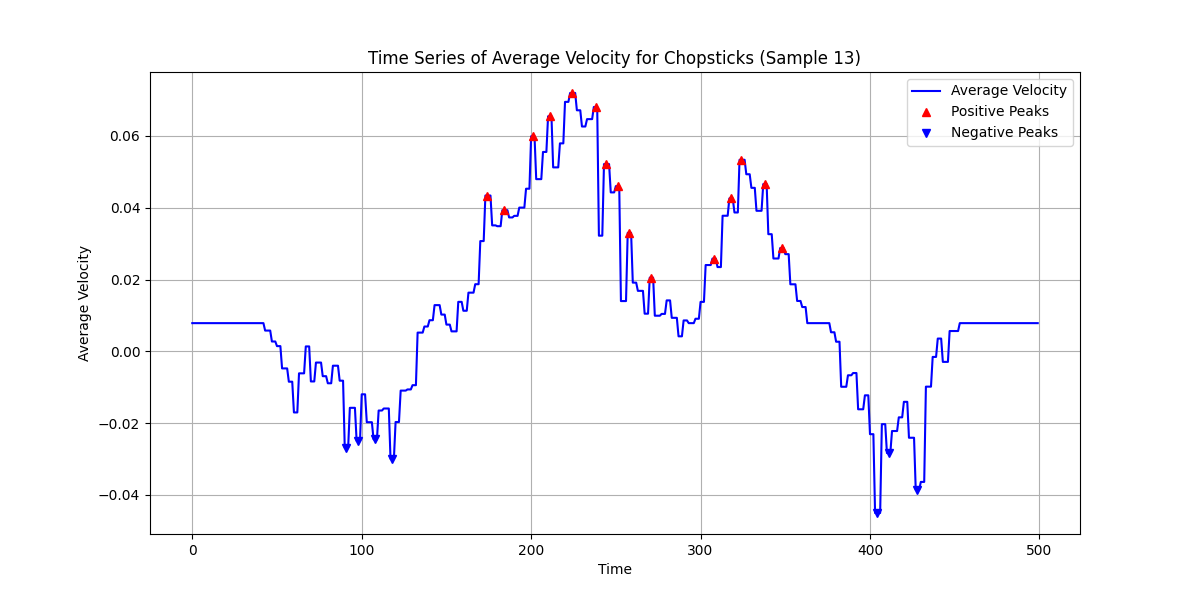 Time Series of Average Velocity for Chopsticks (Sample 13)
Average Velocity
Positive Peaks
Negative Peaks
Average Velocity
0.06
0.04
0.02
0.00
−0.02
−0.04
0 100 200 300 400 500
Time